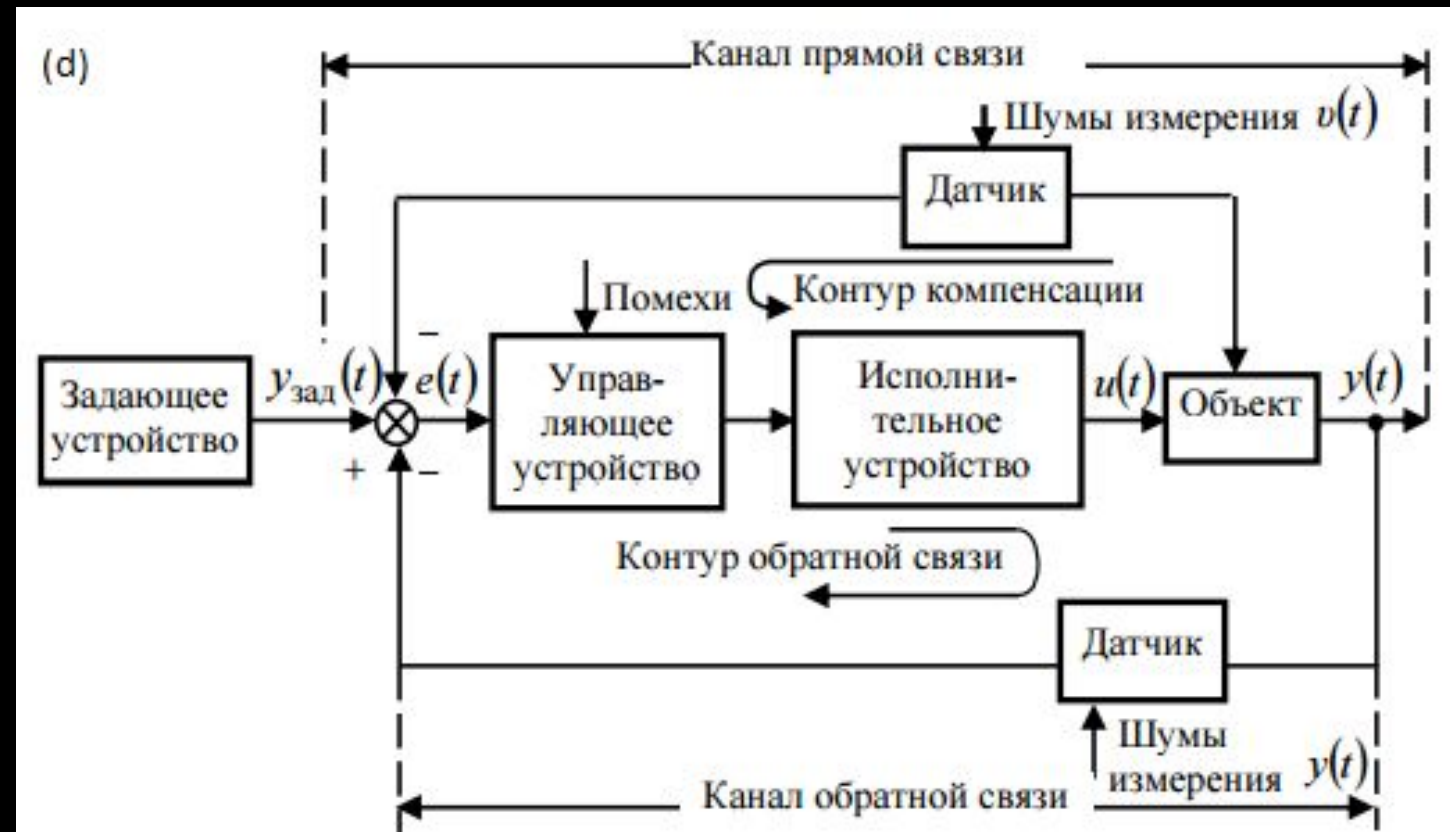 (d)
Канал прямой связи
Шумы измерения υ(t)
Датчик
Помехи
Контур компенсации
Задающее
устройство
yзад(t)
–
e(t)
+
–
Управ-
ляющее
устройство
Исполни-
тельное
устройство
u(t)
Объект
y(t)
Контур обратной связи
Датчик
Шумы
измерения y(t)
Канал обратной связи